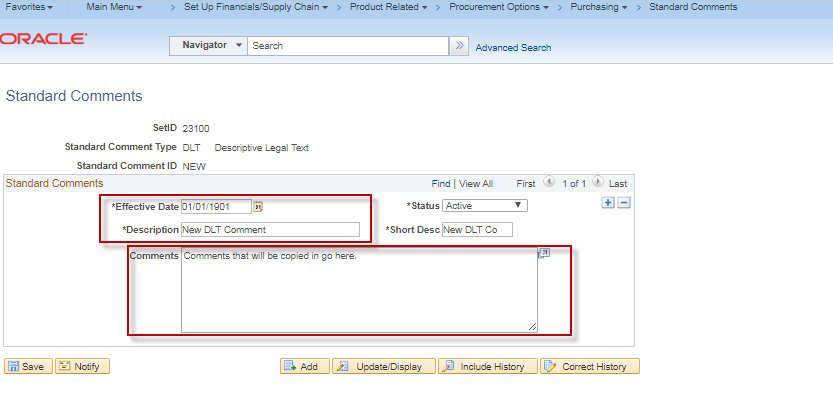 Favorites Main Menu > Set Up Financials/Supply Chain > Product Related > Procurement Options > Purchasing > Standard Comments
ORACLE
Navigator Search Advanced Search
Standard Comments
SetID 23100
Standard Comment Type DLT Descriptive Legal Text
Standard Comment ID NEW
Standard Comments Find | View All First 1 of 1 Last
*Effective Date 01/01/1901 *Status Active
*Description New DLT Comment *Short Desc New DLT Co
Comments Comments that will be copied in go here.
Save Notify Add Update/Display Include History Correct History